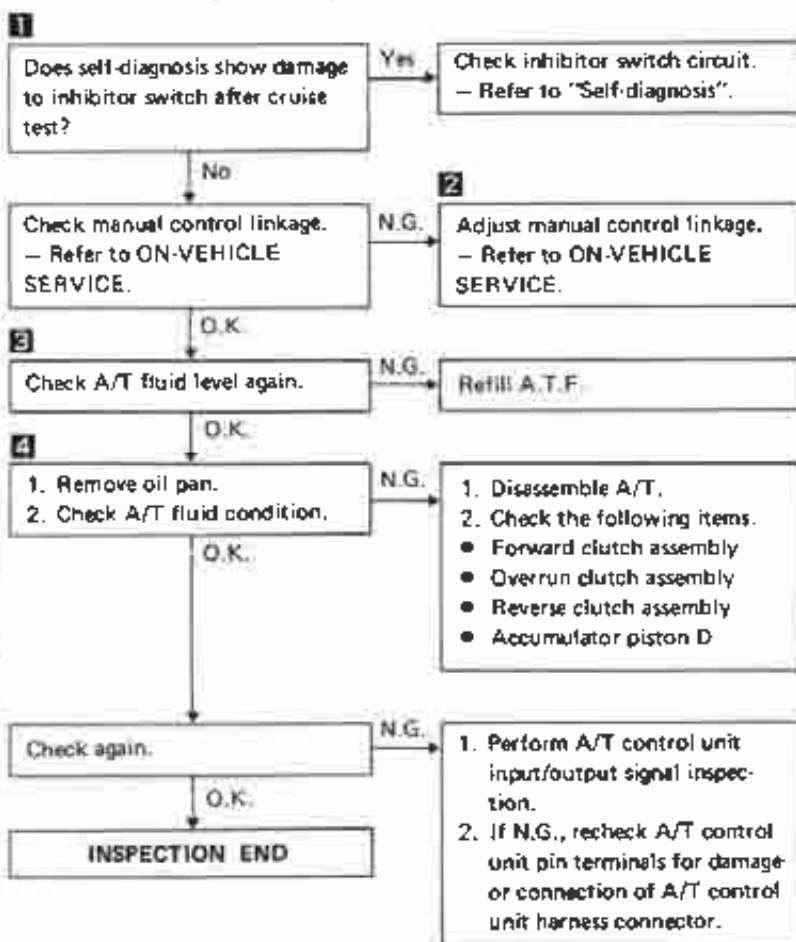 1
Does self-diagnosis show damage
to inhibitor switch after cruise
test?
Yes
Check inhibitor switch circuit.
— Refer to "Self-diagnosis".
No
Check manual control linkage.
— Refer to ON-VEHICLE
SERVICE.
N.G.
2
Adjust manual control linkage.
— Refer to ON-VEHICLE
SERVICE.
O.K.
3
Check A/T fluid level again.
N.G.
Refill A.T.F.
O.K.
4
1. Remove oil pan.
2. Check A/T fluid condition.
N.G.
1. Disassemble A/T.
2. Check the following items.
● Forward clutch assembly
● Overrun clutch assembly
● Reverse clutch assembly
● Accumulator piston D
O.K.
Check again.
N.G.
1. Perform A/T control unit
input/output signal inspec-
tion.
2. If N.G., recheck A/T control
unit pin terminals for damage
or connection of A/T control
unit harness connector.
O.K.
INSPECTION END